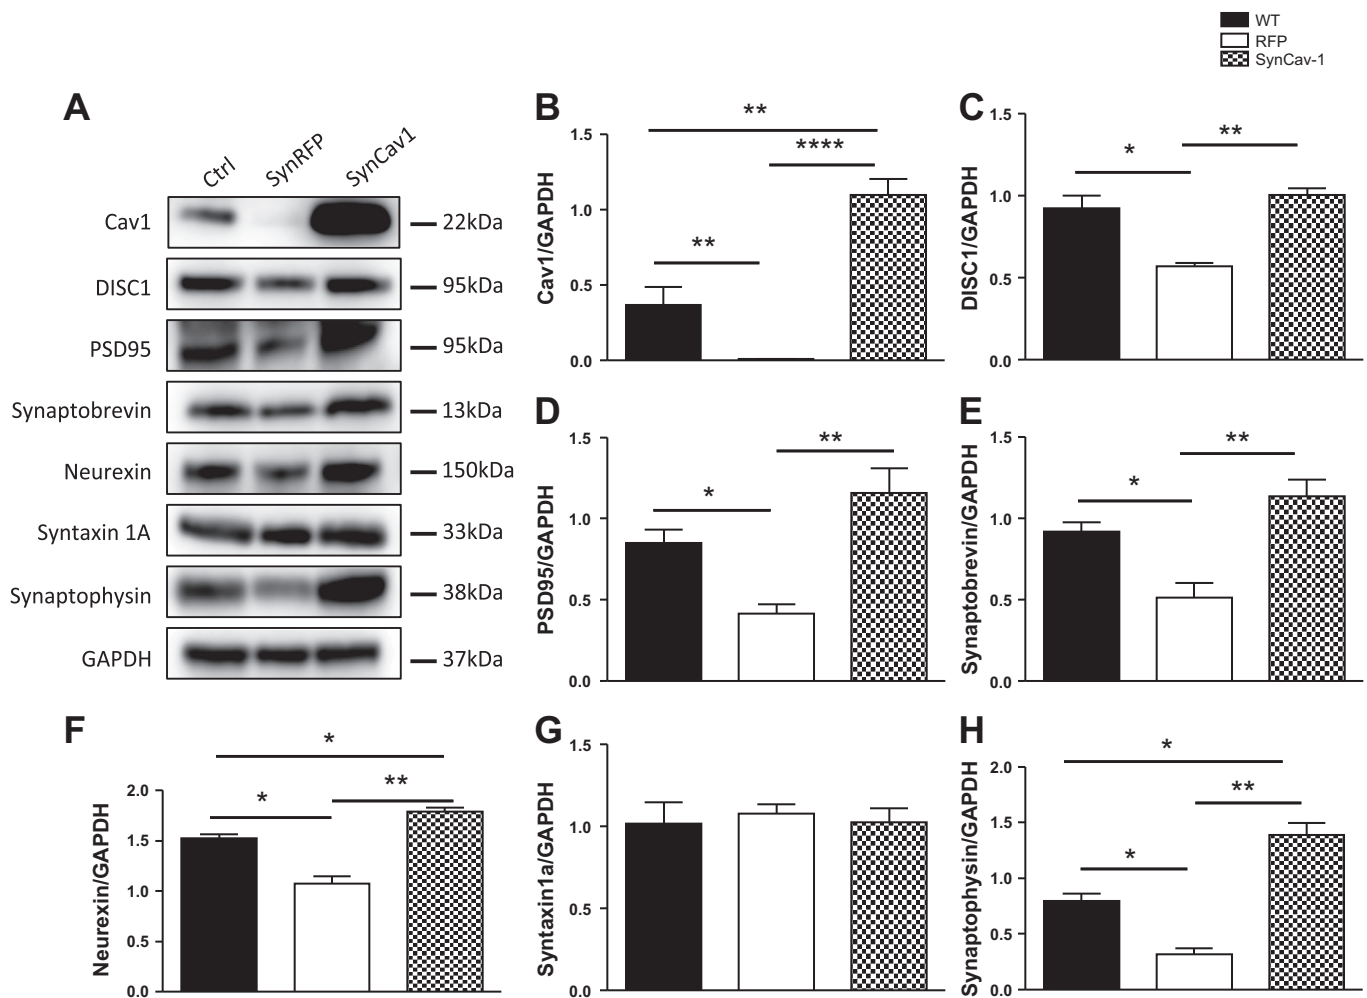 WT
RFP
SynCav-1
A
Ctrl
SynRFP
SynCav1
Cav1
22kDa
DISC1
95kDa
PSD95
95kDa
Synaptobrevin
13kDa
Neurexin
150kDa
Syntaxin 1A
33kDa
Synaptophysin
38kDa
GAPDH
37kDa
B
**
****
**
1.5
1.0
0.5
0.0
Cav1/GAPDH
C
*
**
1.5
1.0
0.5
0.0
DISC1/GAPDH
D
*
**
1.5
1.0
0.5
0.0
PSD95/GAPDH
E
*
**
1.5
1.0
0.5
0.0
Synaptobrevin/GAPDH
F
*
*
**
2.0
1.5
1.0
0.5
0.0
Neurexin/GAPDH
G
1.5
1.0
0.5
0.0
Syntaxin1a/GAPDH
H
*
**
*
2.0
1.5
1.0
0.5
0.0
Synaptophysin/GAPDH